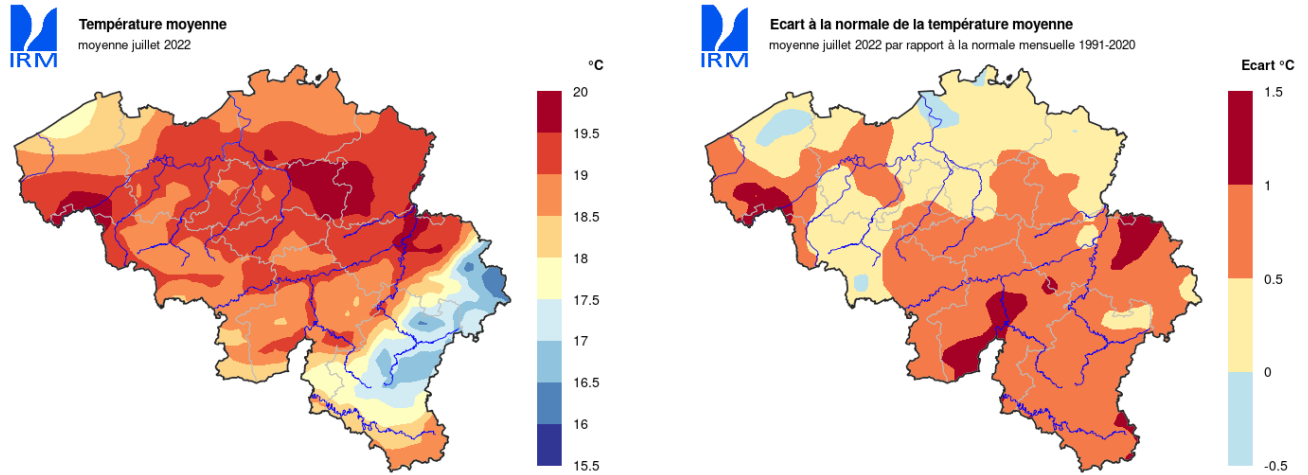 IRM
Température moyenne
moyenne juillet 2022
°C
20
19.5
19
18.5
18
17.5
17
16.5
16
15.5
IRM
Ecart à la normale de la température moyenne
moyenne juillet 2022 par rapport à la normale mensuelle 1991-2020
Ecart °C
1.5
1
0.5
0
-0.5